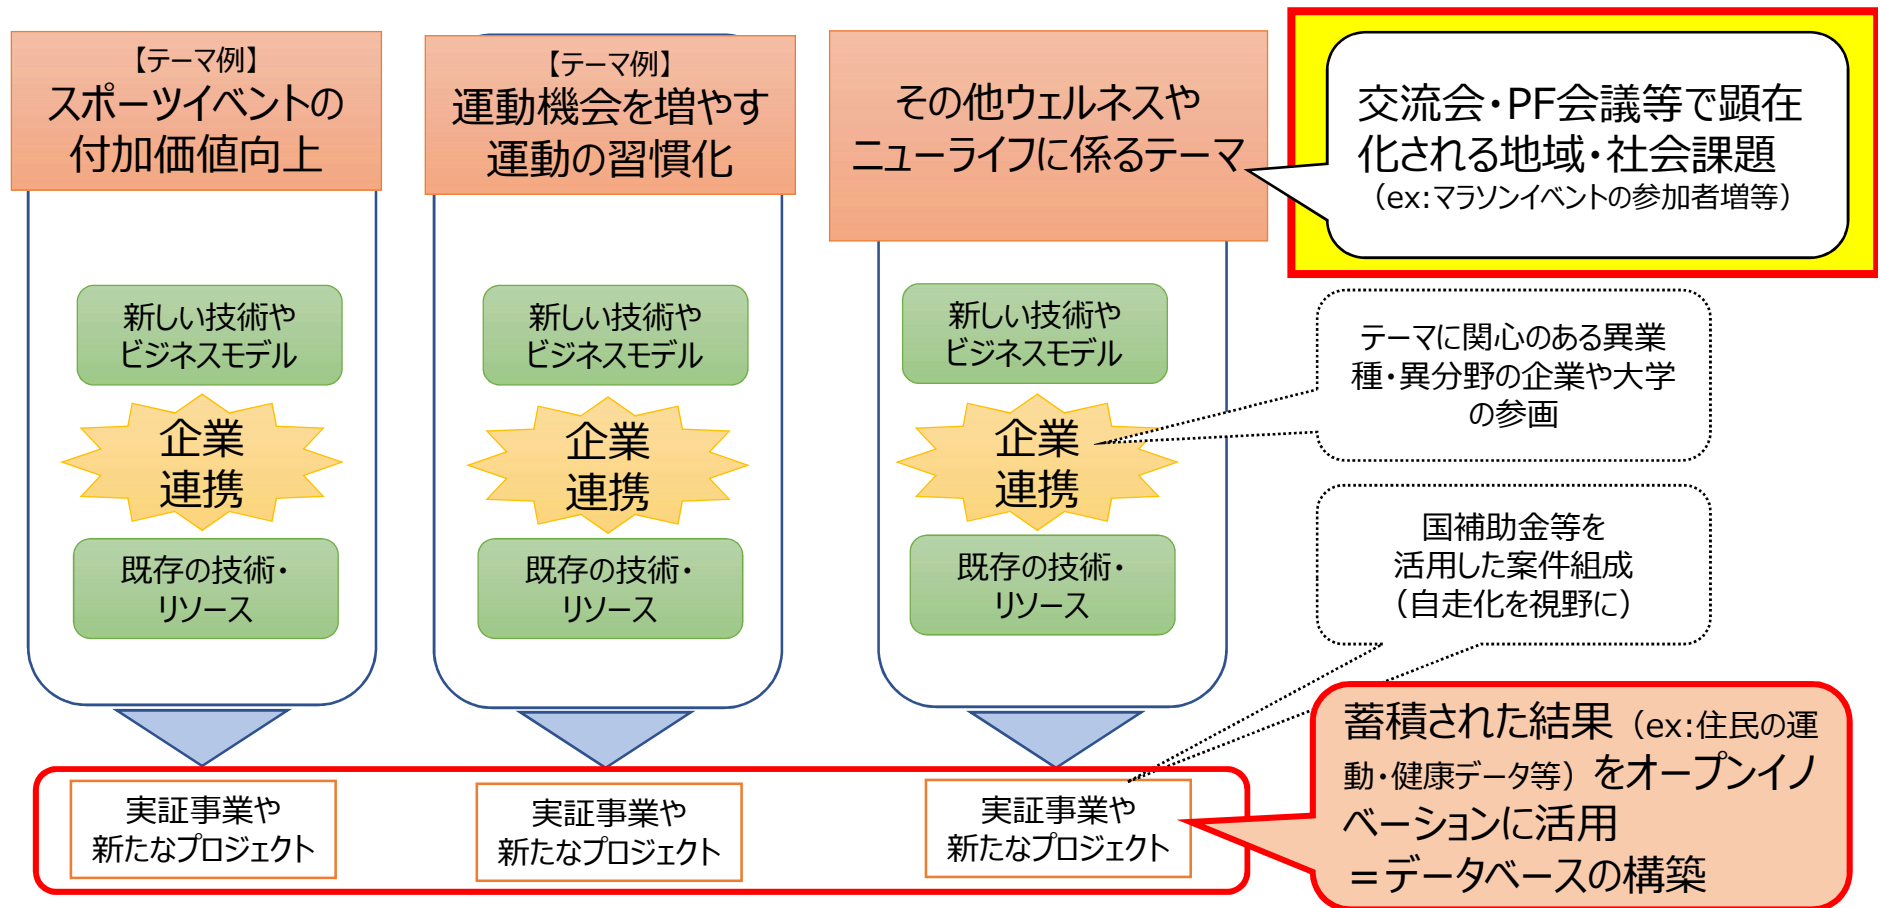 【テーマ例】
スポーツイベントの
付加価値向上
【テーマ例】
運動機会を増やす
運動の習慣化
その他ウェルネスや
ニューライフに係るテーマ
交流会・PF会議等で顕在
化される地域・社会課題
（ex:マラソンイベントの参加者増等）
新しい技術や
ビジネスモデル
企業
連携
既存の技術・
リソース
新しい技術や
ビジネスモデル
企業
連携
既存の技術・
リソース
新しい技術や
ビジネスモデル
企業
連携
既存の技術・
リソース
テーマに関心のある異業
種・異分野の企業や大学
の参画
国補助金等を
活用した案件組成
（自走化を視野に）
実証事業や
新たなプロジェクト
実証事業や
新たなプロジェクト
実証事業や
新たなプロジェクト
蓄積された結果（ex:住民の運
動・健康データ等）をオープンイノ
ベーションに活用
＝データベースの構築